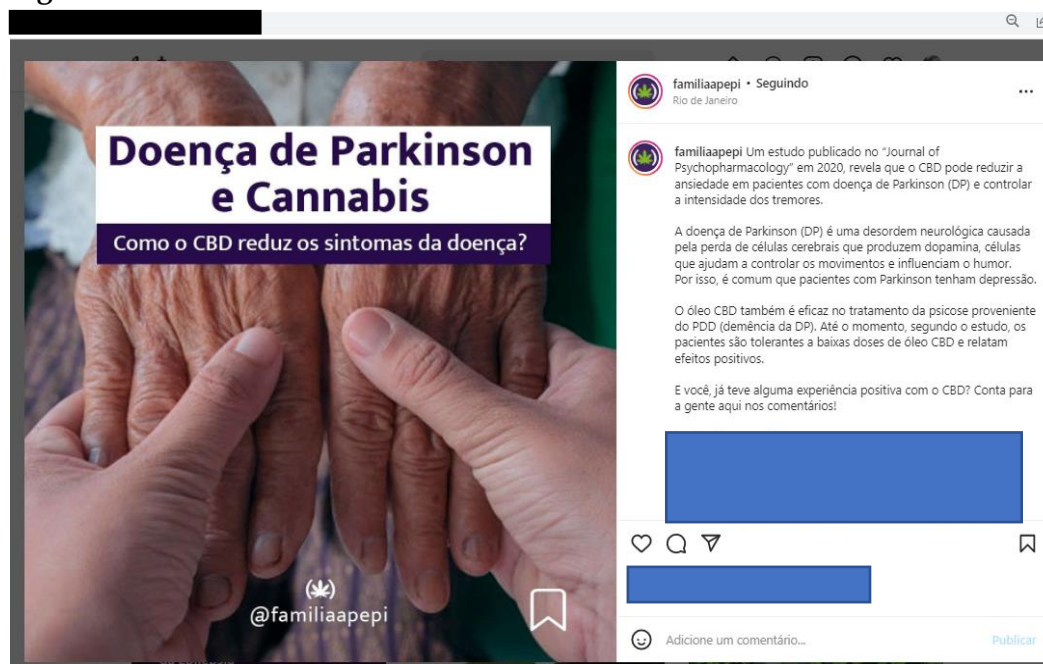 Doença de Parkinson
e Cannabis
Como o CBD reduz os sintomas da doença?
@familiaapepi
familiaapepi • Seguindo
Rio de Janeiro
familiaapepi Um estudo publicado no “Journal of
Psychopharmacology” em 2020, revela que o CBD pode reduzir a
ansiedade em pacientes com doença de Parkinson (DP) e controlar
a intensidade dos tremores.
A doença de Parkinson (DP) é uma desordem neurológica causada
pela perda de células cerebrais que produzem dopamina, células
que ajudam a controlar os movimentos e influenciam o humor.
Por isso, é comum que pacientes com Parkinson tenham depressão.
O óleo CBD também é eficaz no tratamento da psicose proveniente
do PDD (demência da DP). Até o momento, segundo o estudo, os
pacientes são tolerantes a baixas doses de óleo CBD e relatam
efeitos positivos.
E você, já teve alguma experiência positiva com o CBD? Conta para
a gente aqui nos comentários!
Adicione um comentário...
Publicar